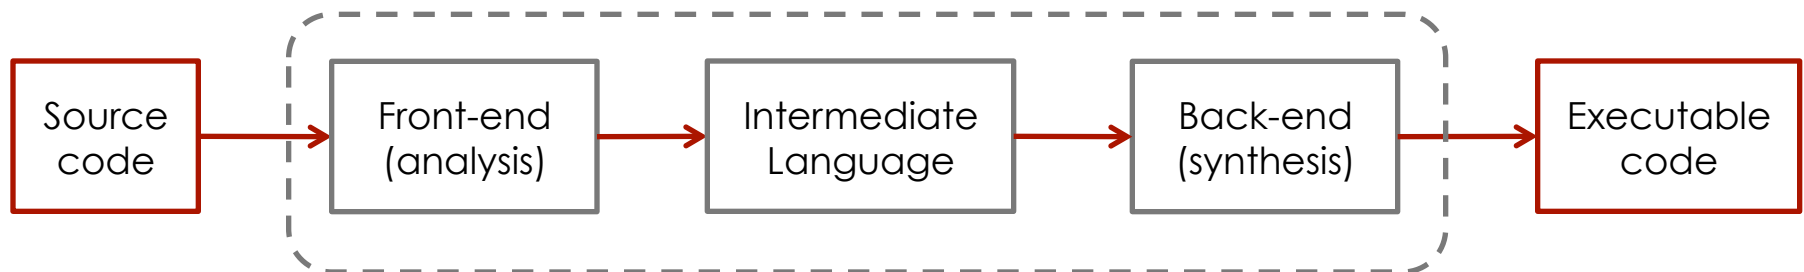 Source
code
Front-end
(analysis)
Intermediate
Language
Back-end
(synthesis)
Executable
code